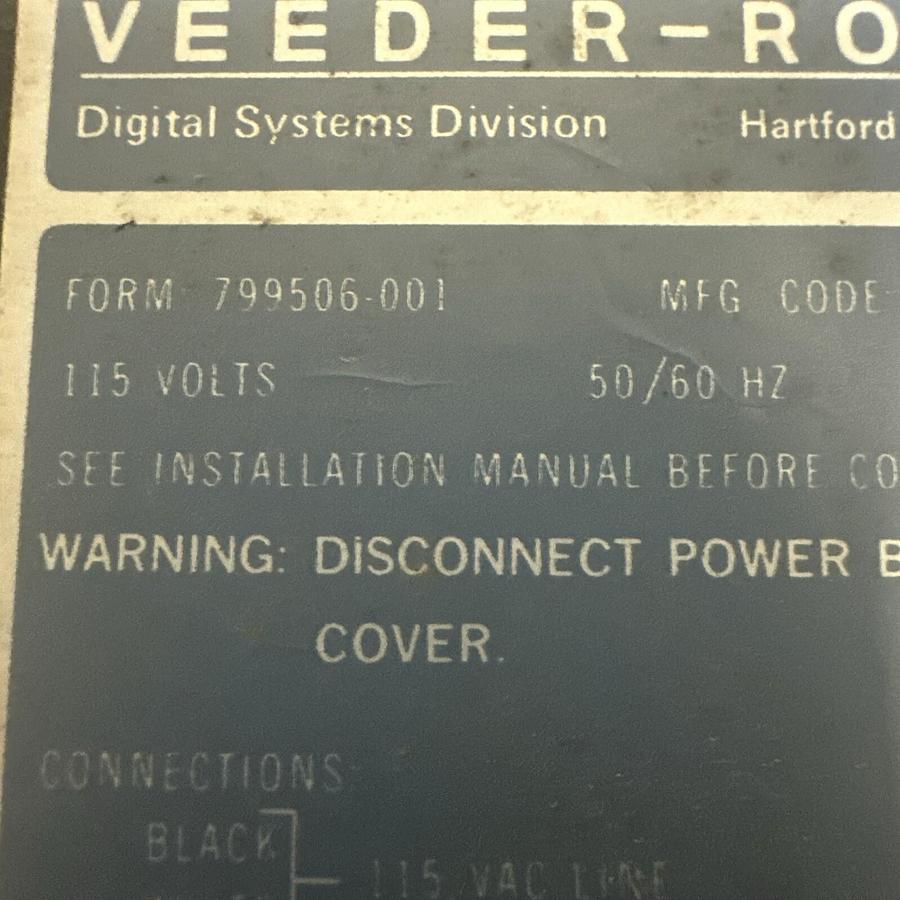 VEEDER-RO
Digital Systems Division Hartford
FORM 799506-001 MFG CODE
115 VOLTS 50/60 HZ
SEE INSTALLATION MANUAL BEFORE CO
WARNING: DISCONNECT POWER B
COVER.
CONNECTIONS:
BLACK
115 VAC LINE